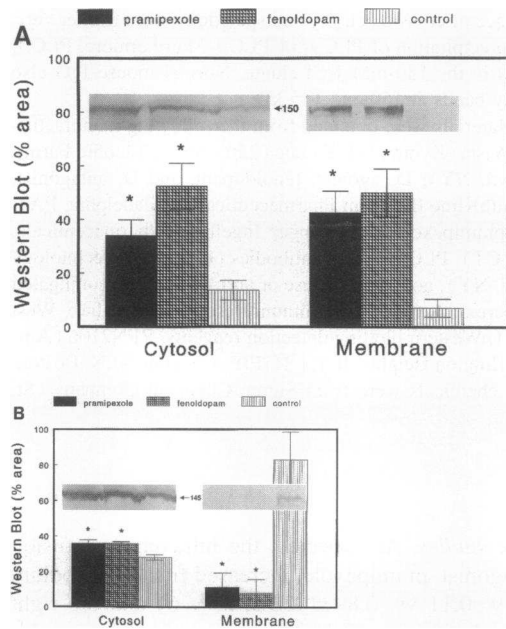 pramipexole fenoldopam control
A
100
80
60
40
20
0
Western Blot (% area)
150
* * * *
Cytosol Membrane
B
pramipexole fenoldopam control
100
80
60
40
20
0
Western Blot (% area)
145
* * * *
Cytosol Membrane